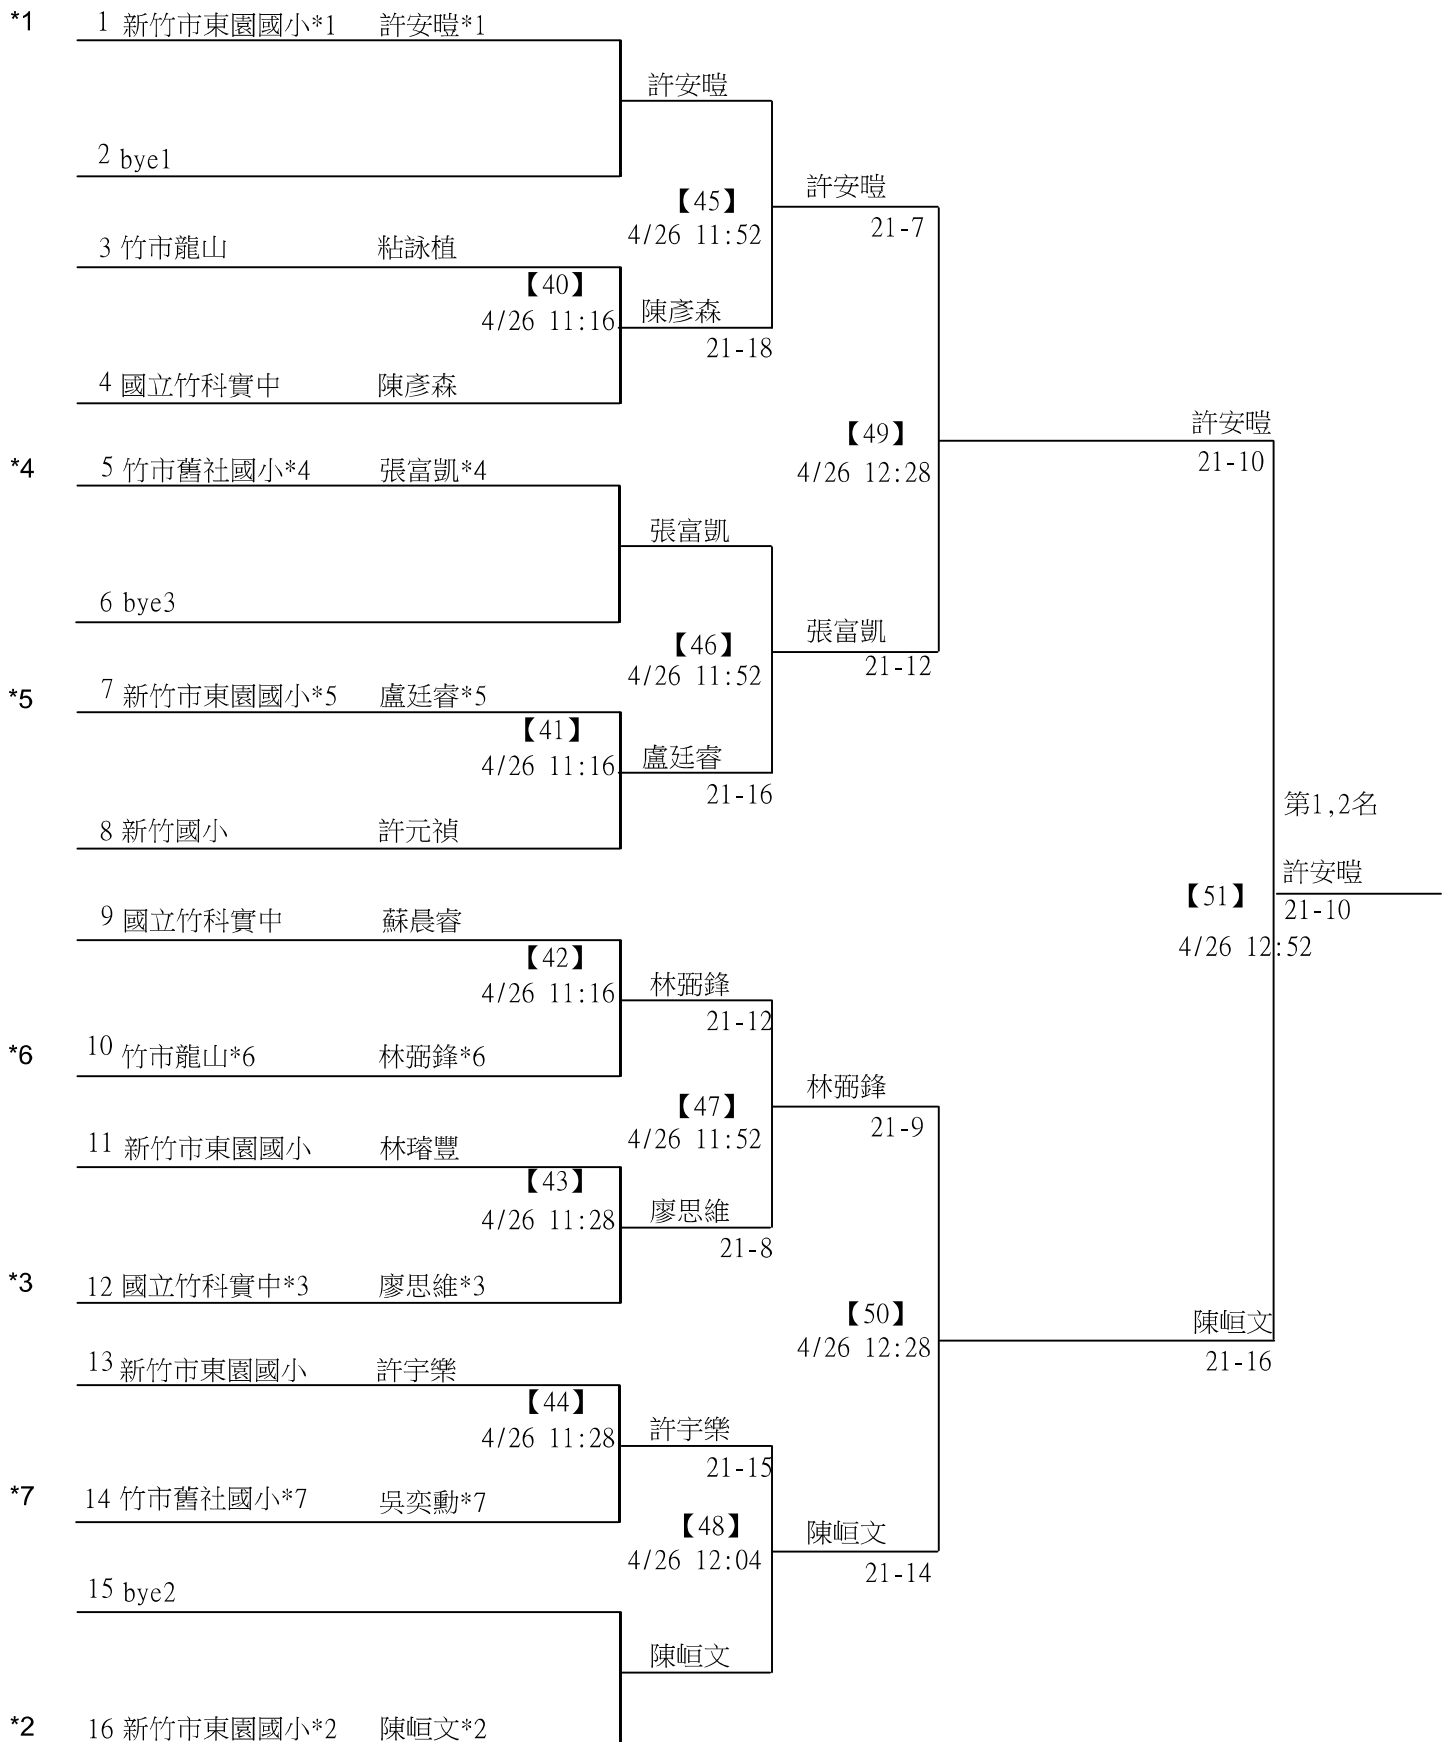 *1 1 新竹市東園國小*1 許安暟*1
許安暟
2 bye1
【45】
4/26 11:52
許安暟
21-7
3 竹市龍山 粘詠植
【40】
4/26 11:16
陳彥森
21-18
4 國立竹科實中 陳彥森
【49】
4/26 12:28
許安暟
21-10
*4 5 竹市舊社國小*4 張富凱*4
張富凱
6 bye3
【46】
4/26 11:52
張富凱
21-12
*5 7 新竹市東園國小*5 盧廷睿*5
【41】
4/26 11:16
盧廷睿
21-16
8 新竹國小 許元禎
第1,2名
許安暟
【51】
21-10
4/26 12:52
9 國立竹科實中 蘇晨睿
【42】
4/26 11:16
林弼鋒
21-12
*6 10 竹市龍山*6 林弼鋒*6
【47】
4/26 11:52
林弼鋒
21-9
11 新竹市東園國小 林璿豐
【43】
4/26 11:28
廖思維
21-8
*3 12 國立竹科實中*3 廖思維*3
【50】
4/26 12:28
陳峘文
21-16
13 新竹市東園國小 許宇樂
【44】
4/26 11:28
許宇樂
21-15
*7 14 竹市舊社國小*7 吳奕勳*7
【48】
4/26 12:04
陳峘文
21-14
15 bye2
陳峘文
*2 16 新竹市東園國小*2 陳峘文*2